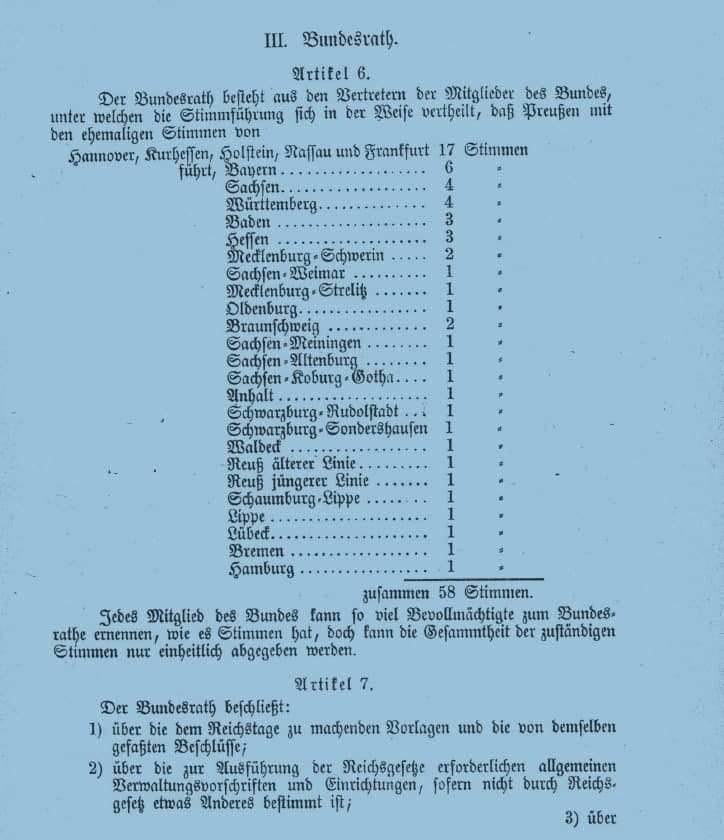 III. Bundesrath.
Artikel 6.
Der Bundesrath besteht aus den Vertretern der Mitglieder des Bundes,
unter welchen die Stimmführung sich in der Weise vertheilt, daß Preußen mit
den ehemaligen Stimmen von
Hannover, Kurhessen, Holstein, Nassau und Frankfurt 17 Stimmen
führt, Bayern................... 6 „
Sachsen.................. 4 „
Württemberg.............. 4 „
Baden ................... 3 „
Hessen .................. 3 „
Mecklenburg-Schwerin ..... 2 „
Sachsen-Weimar .......... 1 „
Mecklenburg-Strelitz ....... 1 „
Oldenburg................ 1 „
Braunschweig ............ 2 „
Sachsen-Meiningen ........ 1 „
Sachsen-Altenburg ........ 1 „
Sachsen-Koburg-Gotha.... 1 „
Anhalt .................. 1 „
Schwarzburg-Rudolstadt ... 1 „
Schwarzburg-Sondershausen 1 „
Waldeck ................. 1 „
Reuß älterer Linie......... 1 „
Reuß jüngerer Linie ....... 1 „
Schaumburg-Lippe ....... 1 „
Lippe ................... 1 „
Lübeck................... 1 „
Bremen ................. 1 „
Hamburg ................ 1 „
zusammen 58 Stimmen.
Jedes Mitglied des Bundes kann so viel Bevollmächtigte zum Bundes-
rathe ernennen, wie es Stimmen hat, doch kann die Gesammtheit der zuständigen
Stimmen nur einheitlich abgegeben werden.
Artikel 7.
Der Bundesrath beschließt:
1) über die dem Reichstage zu machenden Vorlagen und die von demselben
gefaßten Beschlüsse;
2) über die zur Ausführung der Reichsgesetze erforderlichen allgemeinen
Verwaltungsvorschriften und Einrichtungen, sofern nicht durch Reichs-
gesetz etwas Anderes bestimmt ist;
3) über